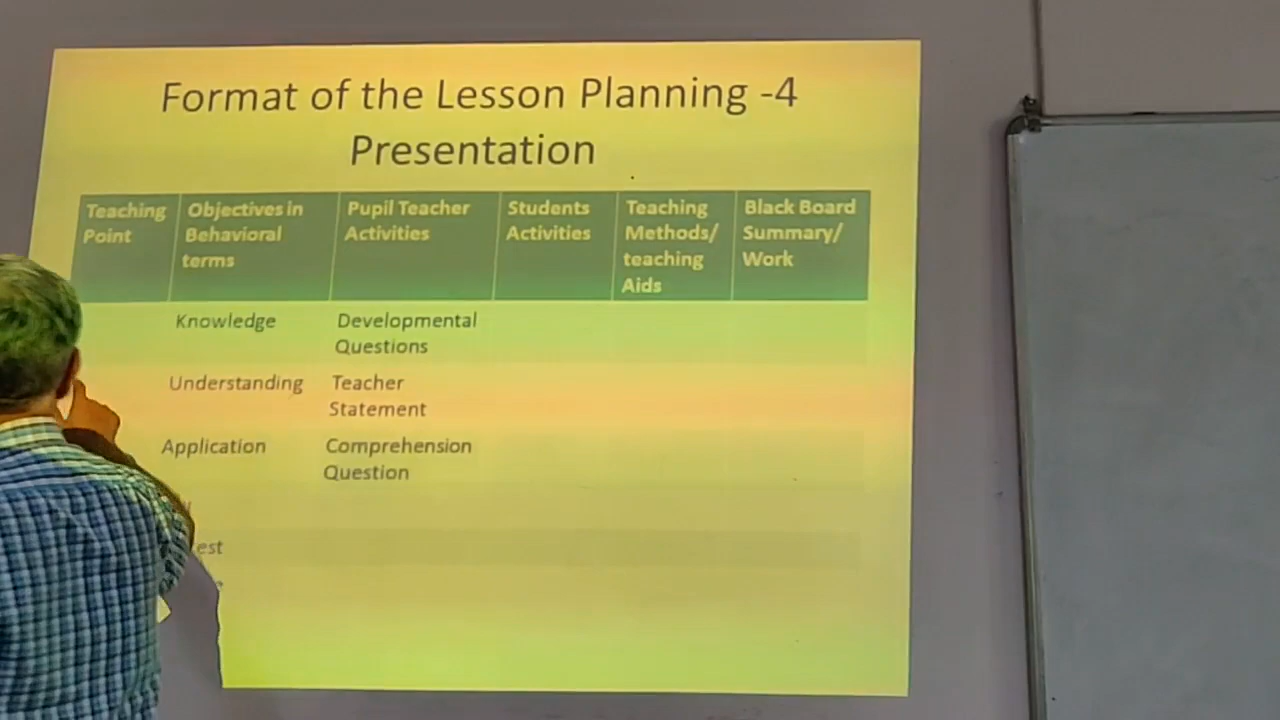 Format of the Lesson Planning -4
Presentation
Teaching Point
Objectives in Behavioral terms
Pupil Teacher Activities
Students Activities
Teaching Methods/ teaching Aids
Black Board Summary/ Work
Knowledge
Developmental Questions
Understanding
Teacher Statement
Application
Comprehension Question